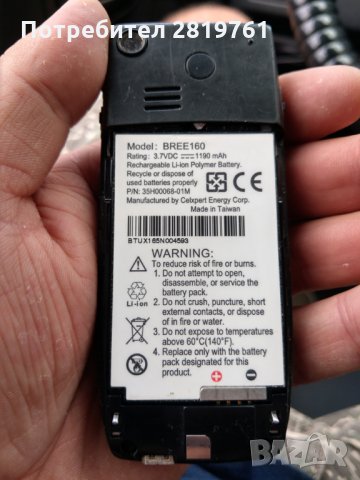 Потребител 2819761
Model: BREE160
Rating: 3.7VDC 1190 mAh
Rechargeable Li-ion Polymer Battery.
Recycle or dispose of
used batteries properly
P/N: 35H00068-01M
Manufactured by Celxpert Energy Corp.
Made in Taiwan
BTUX165N004593
WARNING:
To reduce risk of fire or burns.
1. Do not attempt to open,
disassemble, or service the
battery pack.
2. Do not crush, puncture, short
external contacts, or dispose
of in fire or water.
3. Do not expose to temperatures
above 60°C(140°F).
4. Replace only with the battery
pack designated for this
product.
Li-ion
+ -
BAZAR